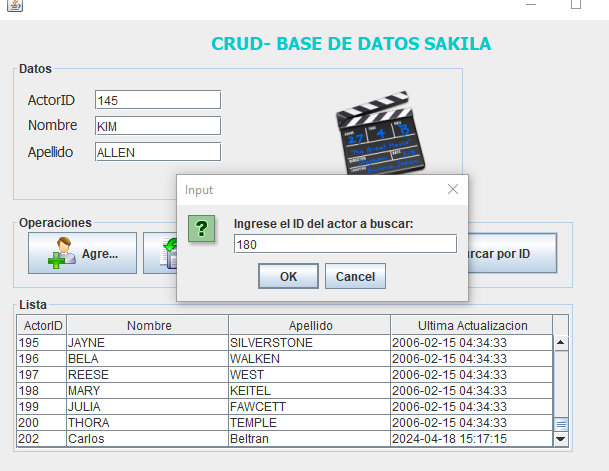 CRUD- BASE DE DATOS SAKILA
Datos
ActorID 145
Nombre KIM
Apellido ALLEN
27 4 B
Input
Ingrese el ID del actor a buscar:
180
OK Cancel
Operaciones
Agre...
car por ID
Lista
ActorID Nombre Apellido Ultima Actualizacion
195 JAYNE SILVERSTONE 2006-02-15 04:34:33
196 BELA WALKEN 2006-02-15 04:34:33
197 REESE WEST 2006-02-15 04:34:33
198 MARY KEITEL 2006-02-15 04:34:33
199 JULIA FAWCETT 2006-02-15 04:34:33
200 THORA TEMPLE 2006-02-15 04:34:33
202 Carlos Beltran 2024-04-18 15:17:15